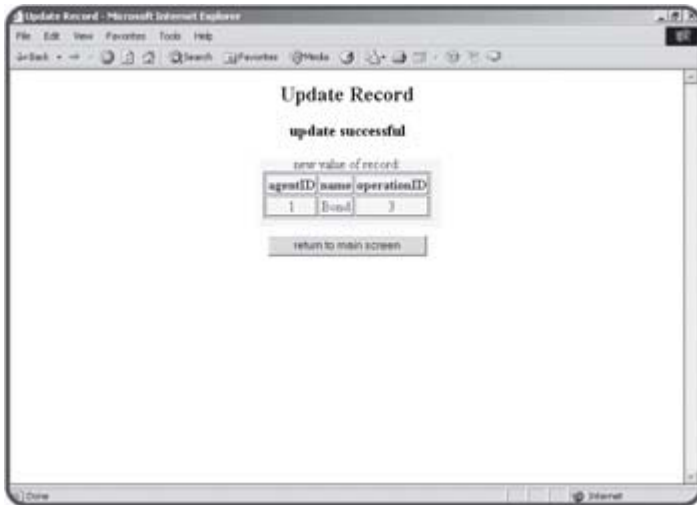 Update Record - Microsoft Internet Explorer
File Edit View Favorites Tools Help
Back Search Favorites Media
Update Record
update successful
new value of record:
agentID name operationID
1 Bond 3
return to main screen
Done Internet